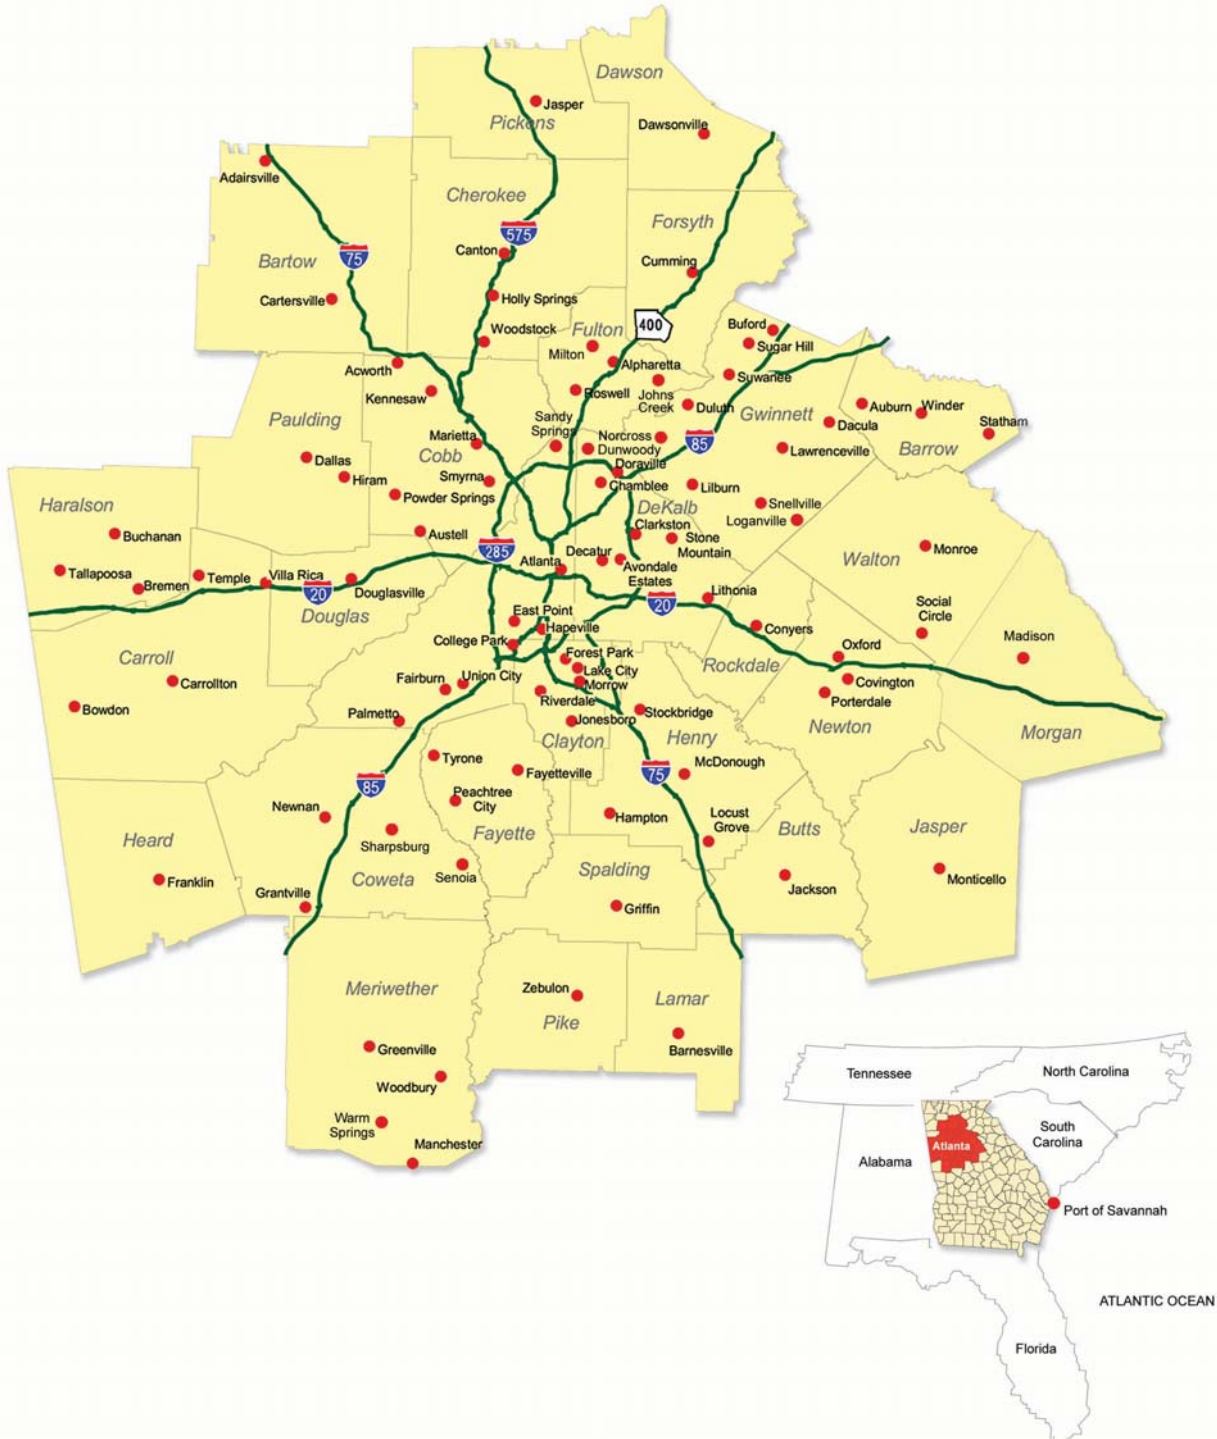 Dawson
Jasper
Pickens
Dawsonville
Adairsville
Cherokee
Forsyth
575
Canton
75
Bartow
Cumming
Cartersville
Holly Springs
400
Buford
Woodstock
Fulton
Sugar Hill
Milton
Alpharetta
Acworth
Suwanee
Kennesaw
Roswell
Johns
Creek
Duluth
Gwinnett
Auburn
Winder
Paulding
Sandy
Springs
Dacula
Statham
Marietta
Norcross
85
Cobb
Dunwoody
Lawrenceville
Barrow
Dallas
Doraville
Hiram
Smyrna
Chamblee
Lilburn
Powder Springs
Haralson
DeKalb
Snellville
Loganville
Buchanan
Austell
Clarkston
Stone
Mountain
285
Decatur
Monroe
Walton
Atlanta
Avondale
Estates
Tallapoosa
Bremen
Temple
Villa Rica
20
Douglasville
Lithonia
20
Social
Circle
Douglas
East Point
Hapeville
Conyers
College Park
Oxford
Madison
Carroll
Forest Park
Rockdale
Carrollton
Fairburn
Union City
Lake City
Morrow
Covington
Riverdale
Porterdale
Bowdon
Palmetto
Jonesboro
Stockbridge
Newton
Morgan
Clayton
Henry
Tyrone
McDonough
Fayetteville
75
85
Peachtree
City
Newnan
Locust
Grove
Hampton
Heard
Sharpsburg
Fayette
Butts
Jasper
Spalding
Franklin
Coweta
Senoia
Jackson
Monticello
Grantville
Griffin
Meriwether
Zebulon
Lamar
Pike
Greenville
Barnesville
Woodbury
Warm
Springs
Manchester
Tennessee
North Carolina
South
Carolina
Atlanta
Alabama
Port of Savannah
ATLANTIC OCEAN
Florida